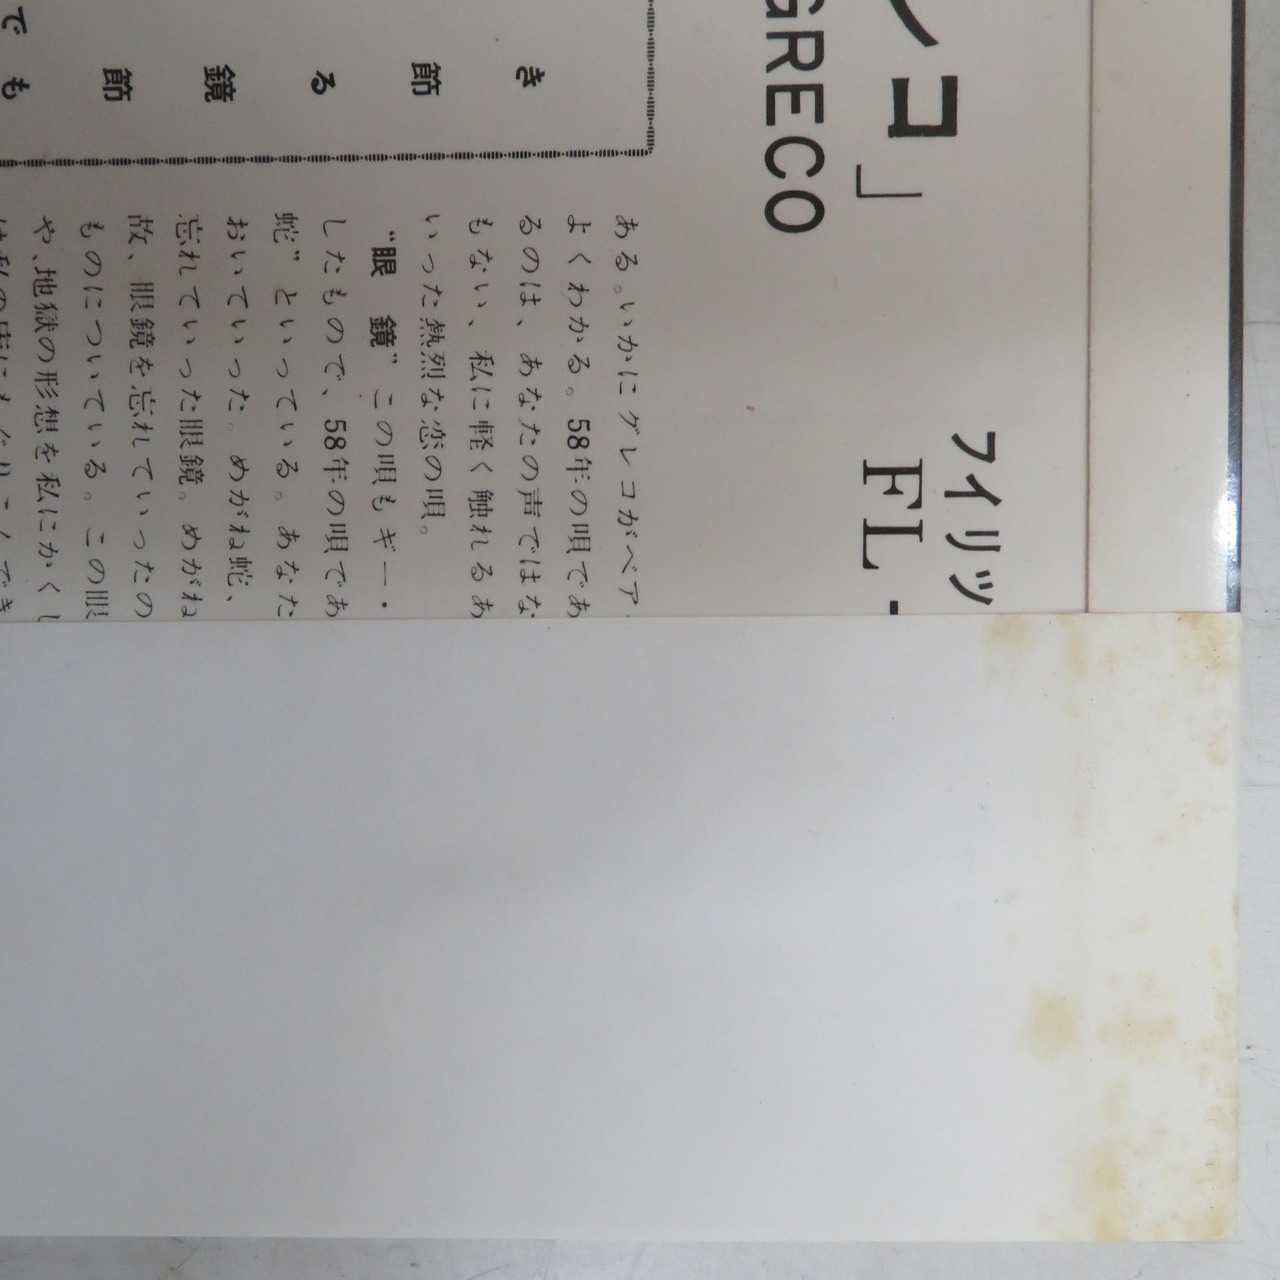 コ」
フイリッ
GRECO
FL -
き
節
る
鏡
節
でも
ある。いかにグレコがベア
よくわかる。58年の唄であ
るのは、あなたの声ではな
もない、私に軽く触れるあ
いった熱烈な恋の唄。
“眼 鏡” この唄もギー・
したもので、58年の唄であ
蛇”といっている。あなた
おいていった。めがね蛇、
忘れていった眼鏡。めがね
故、眼鏡を忘れていったの
ものについている。この眼
や、地獄の形想を私にかくし